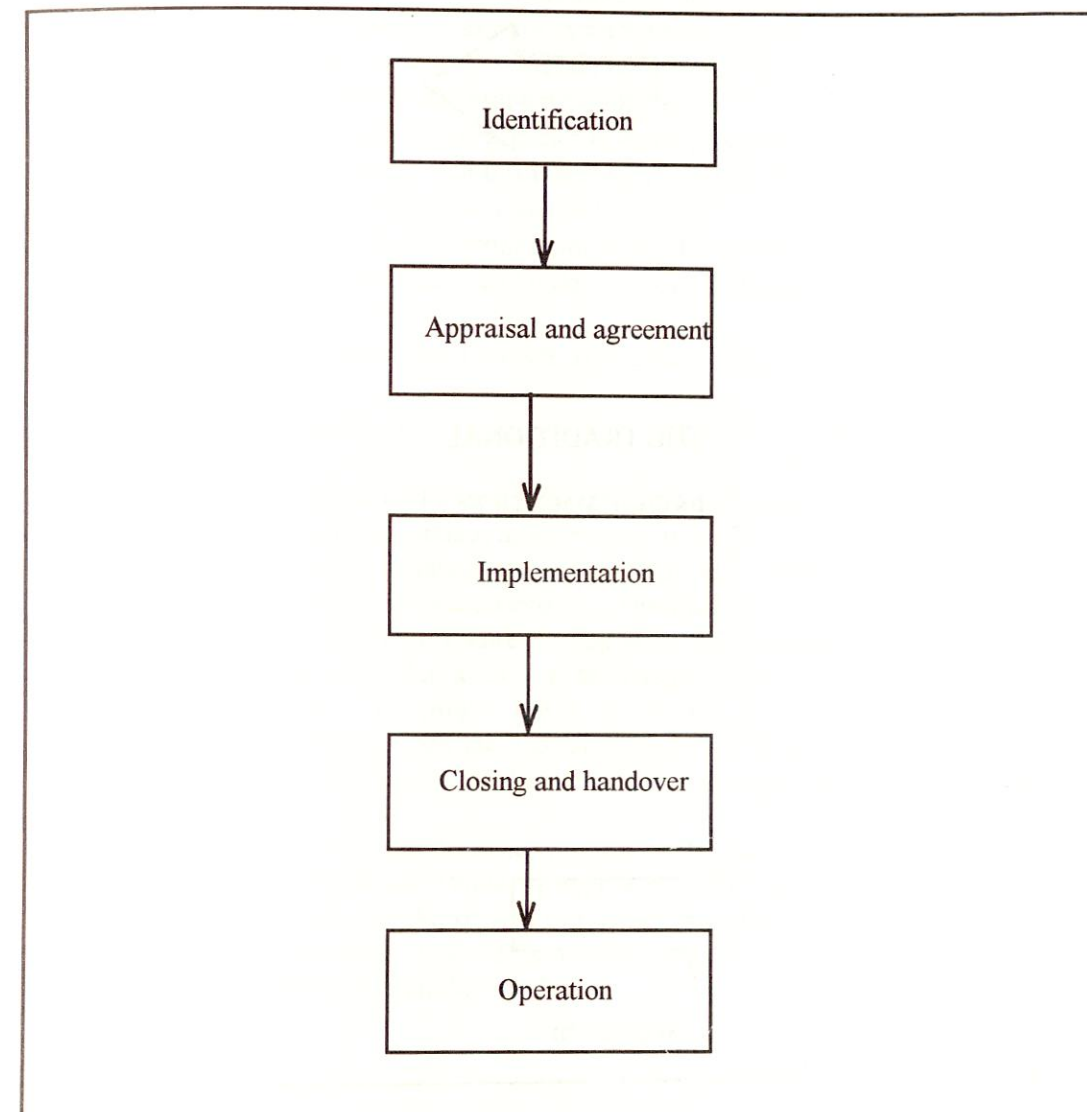 Identification
Appraisal and agreement
Implementation
Closing and handover
Operation